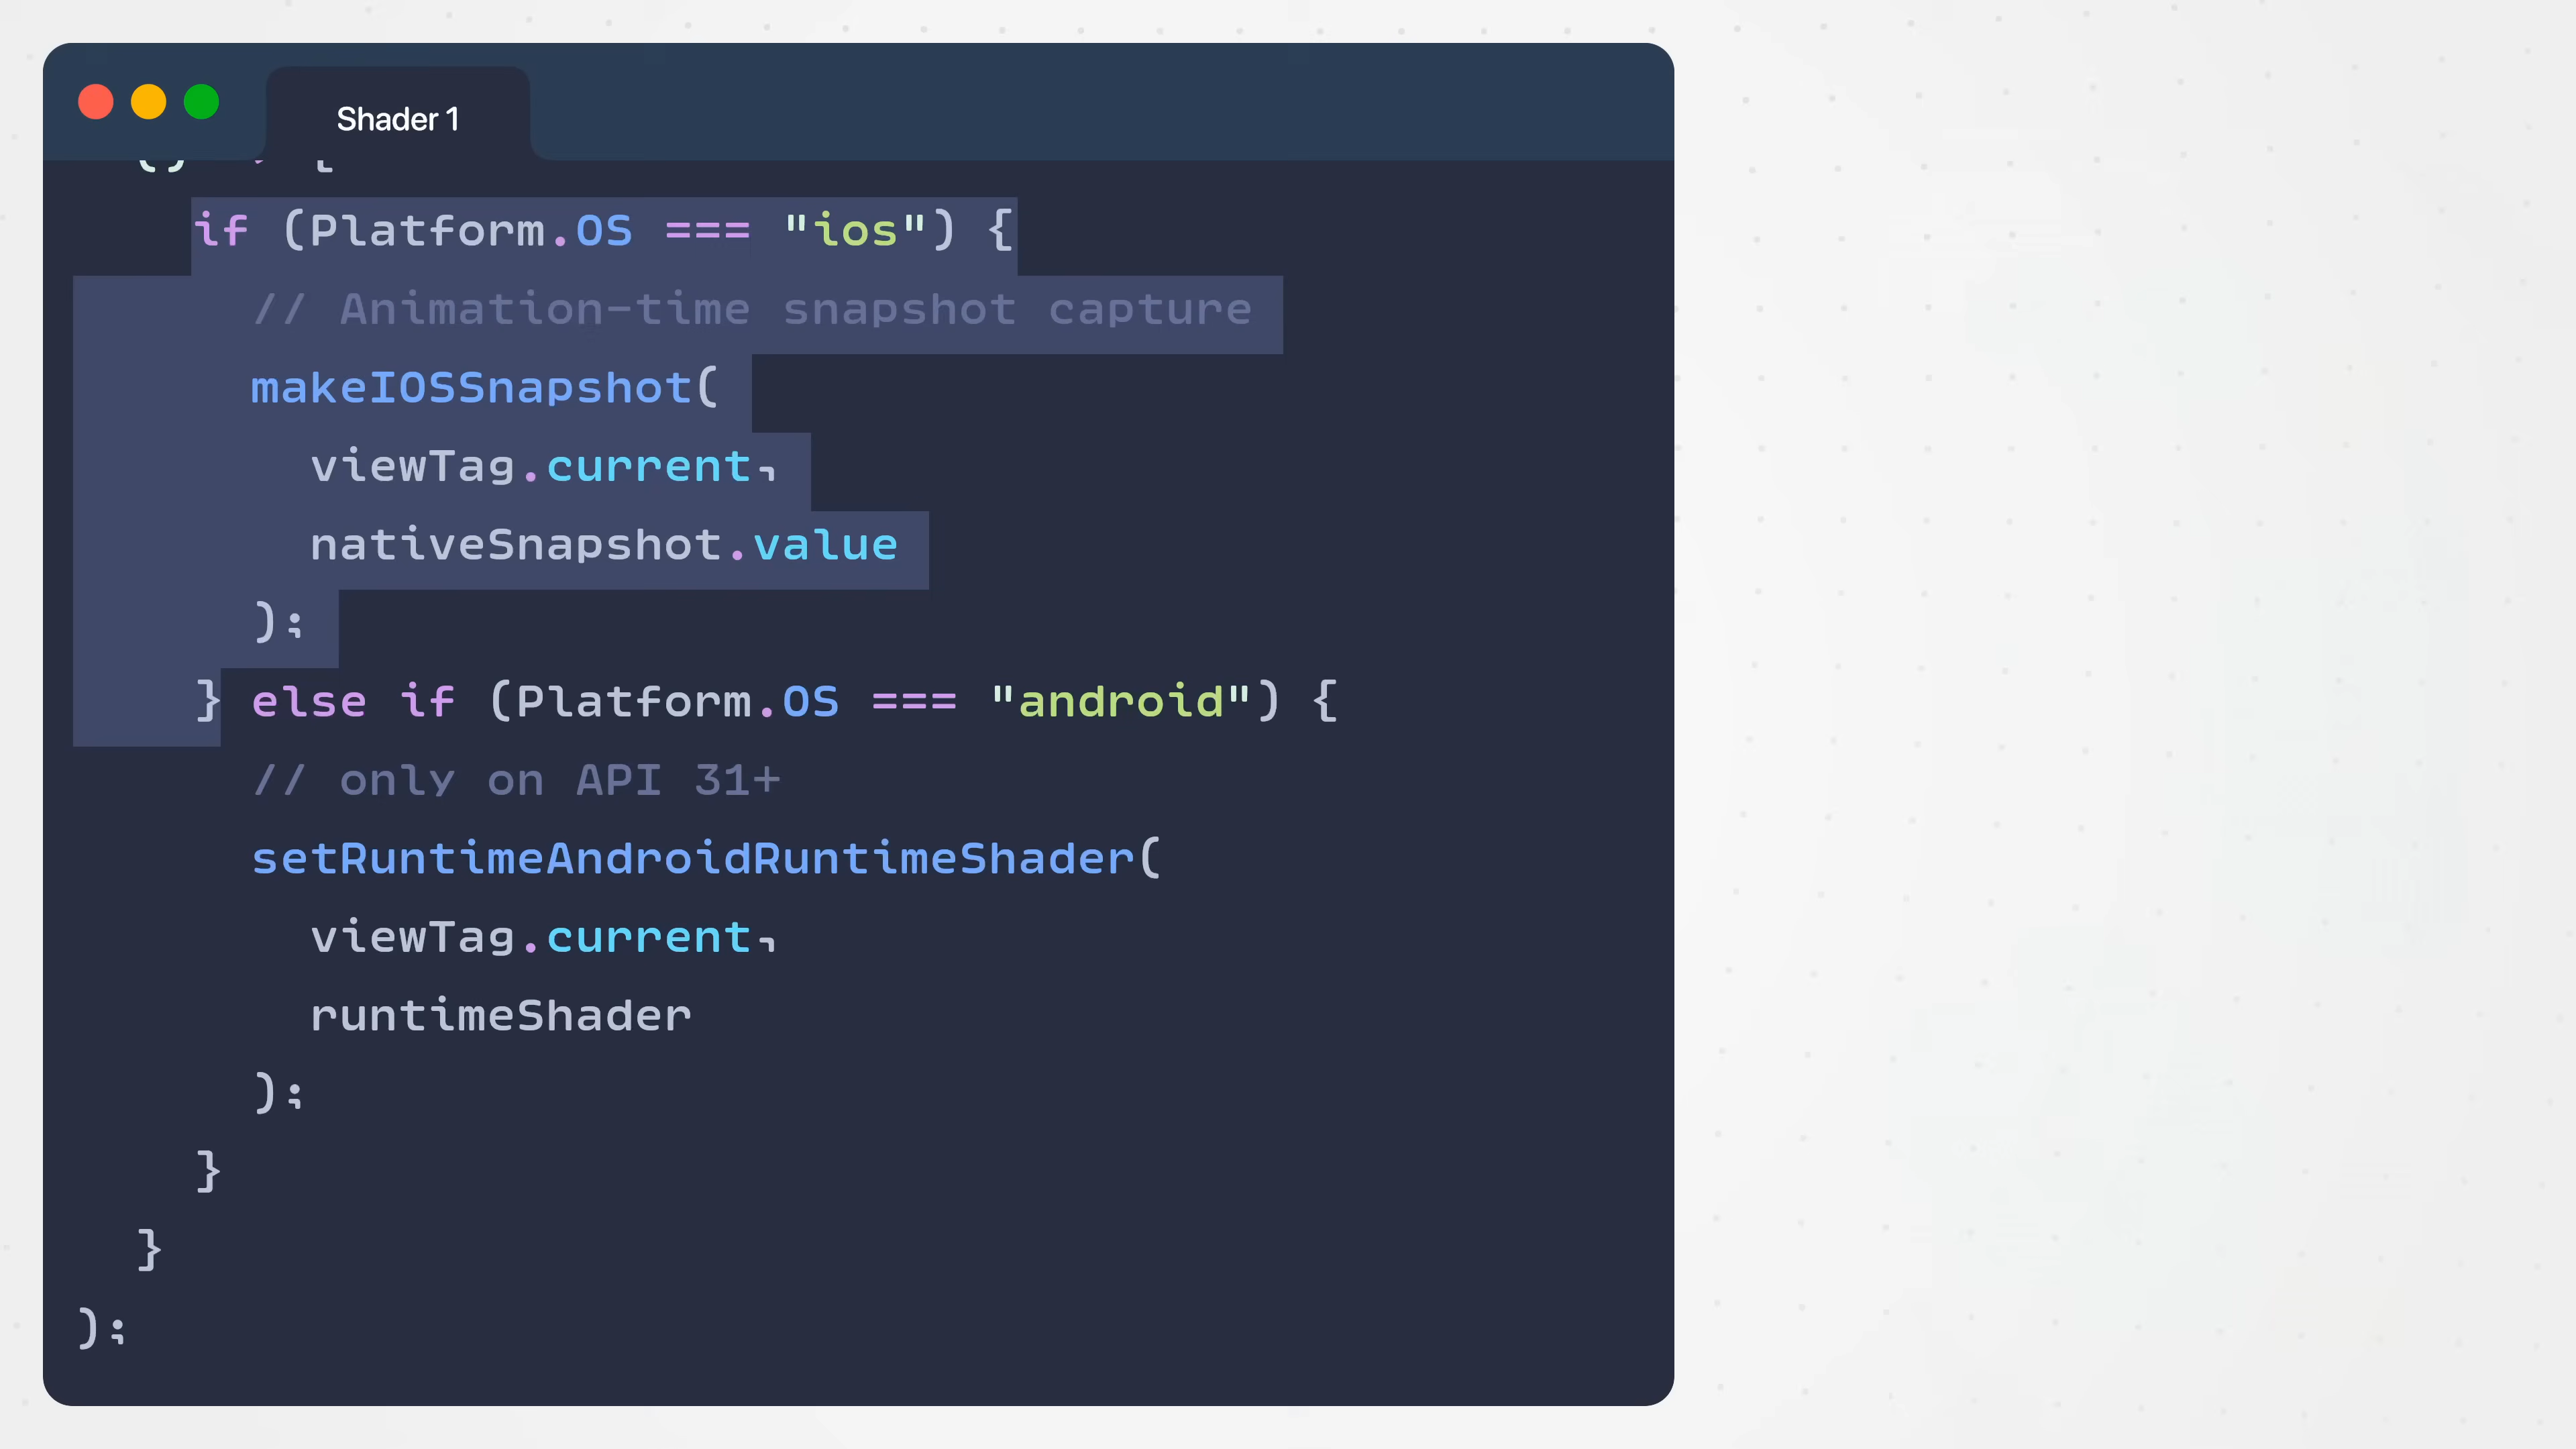 Shader 1
() => {
if (Platform.OS === "ios") {
// Animation-time snapshot capture
makeIOSSnapshot(
viewTag.current,
nativeSnapshot.value
);
} else if (Platform.OS === "android") {
// only on API 31+
setRuntimeAndroidRuntimeShader(
viewTag.current,
runtimeShader
);
}
}
);